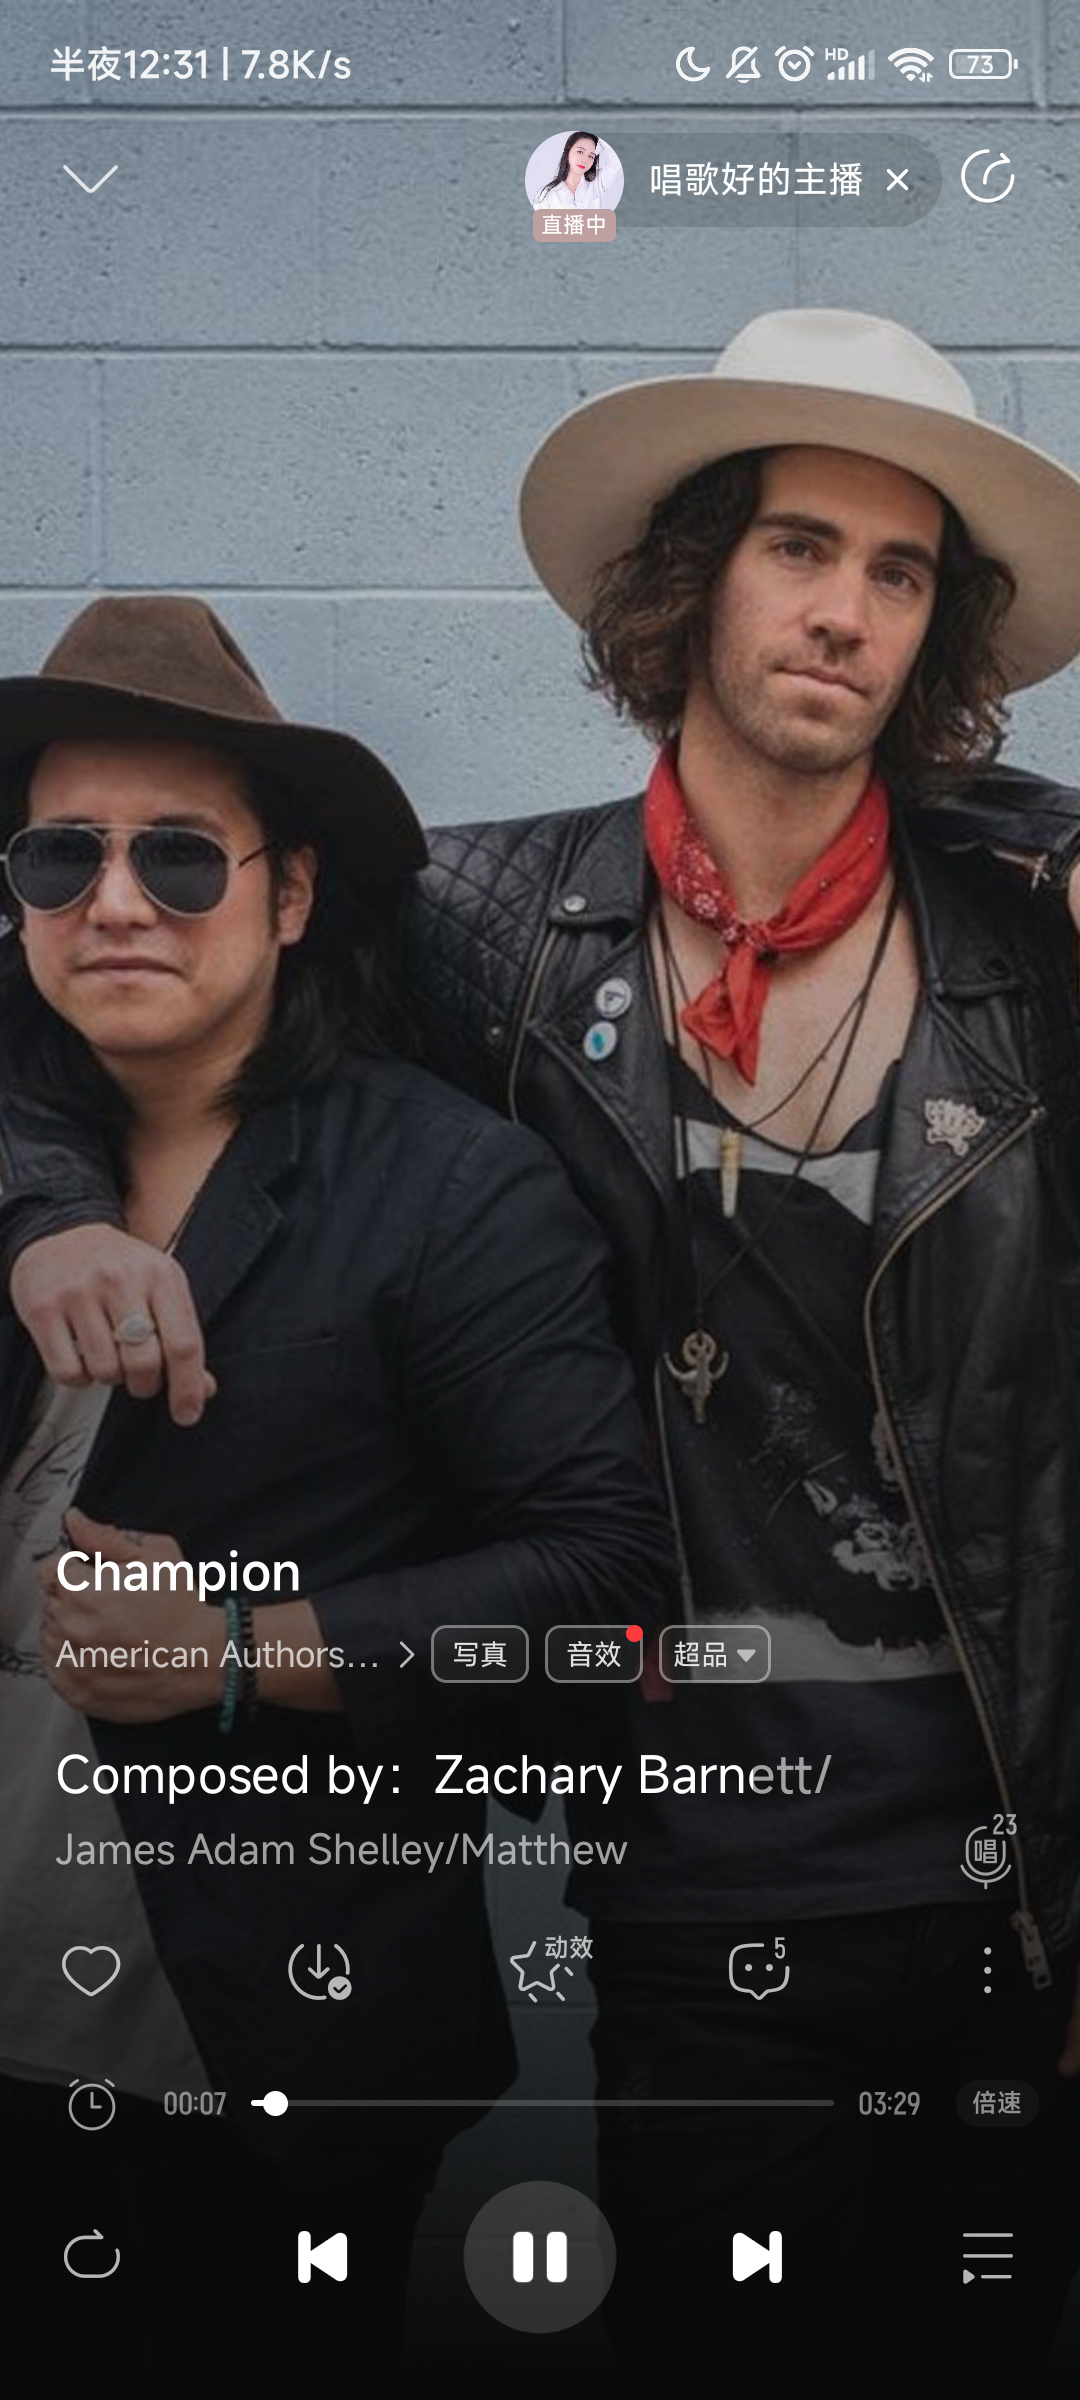 半夜12:31 | 7.8K/s
HD
73
唱歌好的主播
直播中
Champion
American Authors...
写真
音效
超品
Composed by：Zachary Barnett/
James Adam Shelley/Matthew
23
唱
动效
5
00:07
03:29
倍速